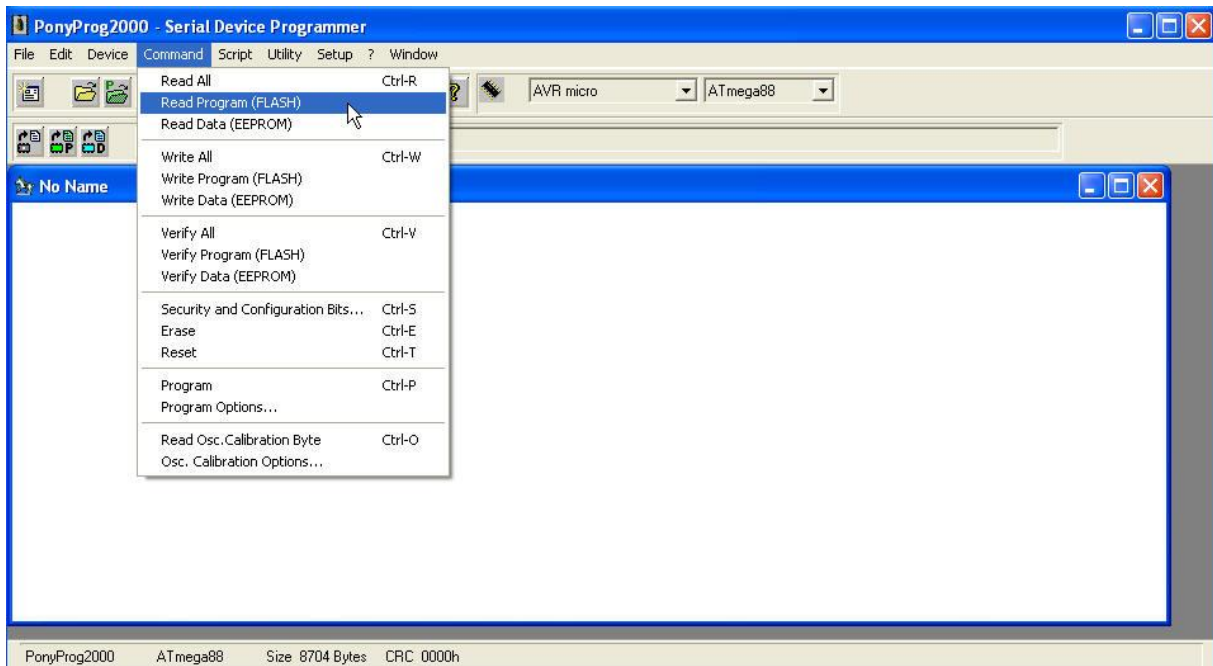 PonyProg2000 - Serial Device Programmer
File Edit Device Command Script Utility Setup ? Window
AVR micro ATmega88
No Name
Read All Ctrl-R
Read Program (FLASH)
Read Data (EEPROM)
Write All Ctrl-W
Write Program (FLASH)
Write Data (EEPROM)
Verify All Ctrl-V
Verify Program (FLASH)
Verify Data (EEPROM)
Security and Configuration Bits... Ctrl-S
Erase Ctrl-E
Reset Ctrl-T
Program Ctrl-P
Program Options...
Read Osc.Calibration Byte Ctrl-O
Osc. Calibration Options...
PonyProg2000 ATmega88 Size 8704 Bytes CRC 0000h